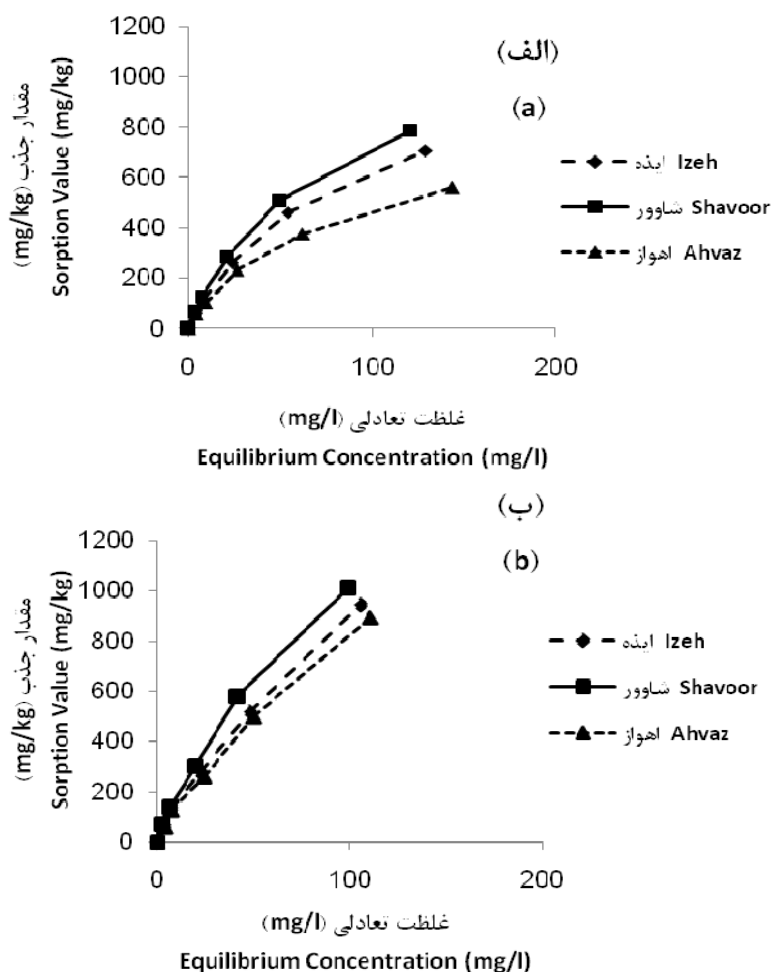 (الف)
(a)
مقدار جذب (mg/kg)
Sorption Value (mg/kg)
1200
1000
800
600
400
200
0
0 100 200
ایذه Izeh
شاوور Shavoor
اهواز Ahvaz
غلظت تعادلی (mg/l)
Equilibrium Concentration (mg/l)
(ب)
(b)
مقدار جذب (mg/kg)
Sorption Value (mg/kg)
1200
1000
800
600
400
200
0
0 100 200
ایذه Izeh
شاوور Shavoor
اهواز Ahvaz
غلظت تعادلی (mg/l)
Equilibrium Concentration (mg/l)